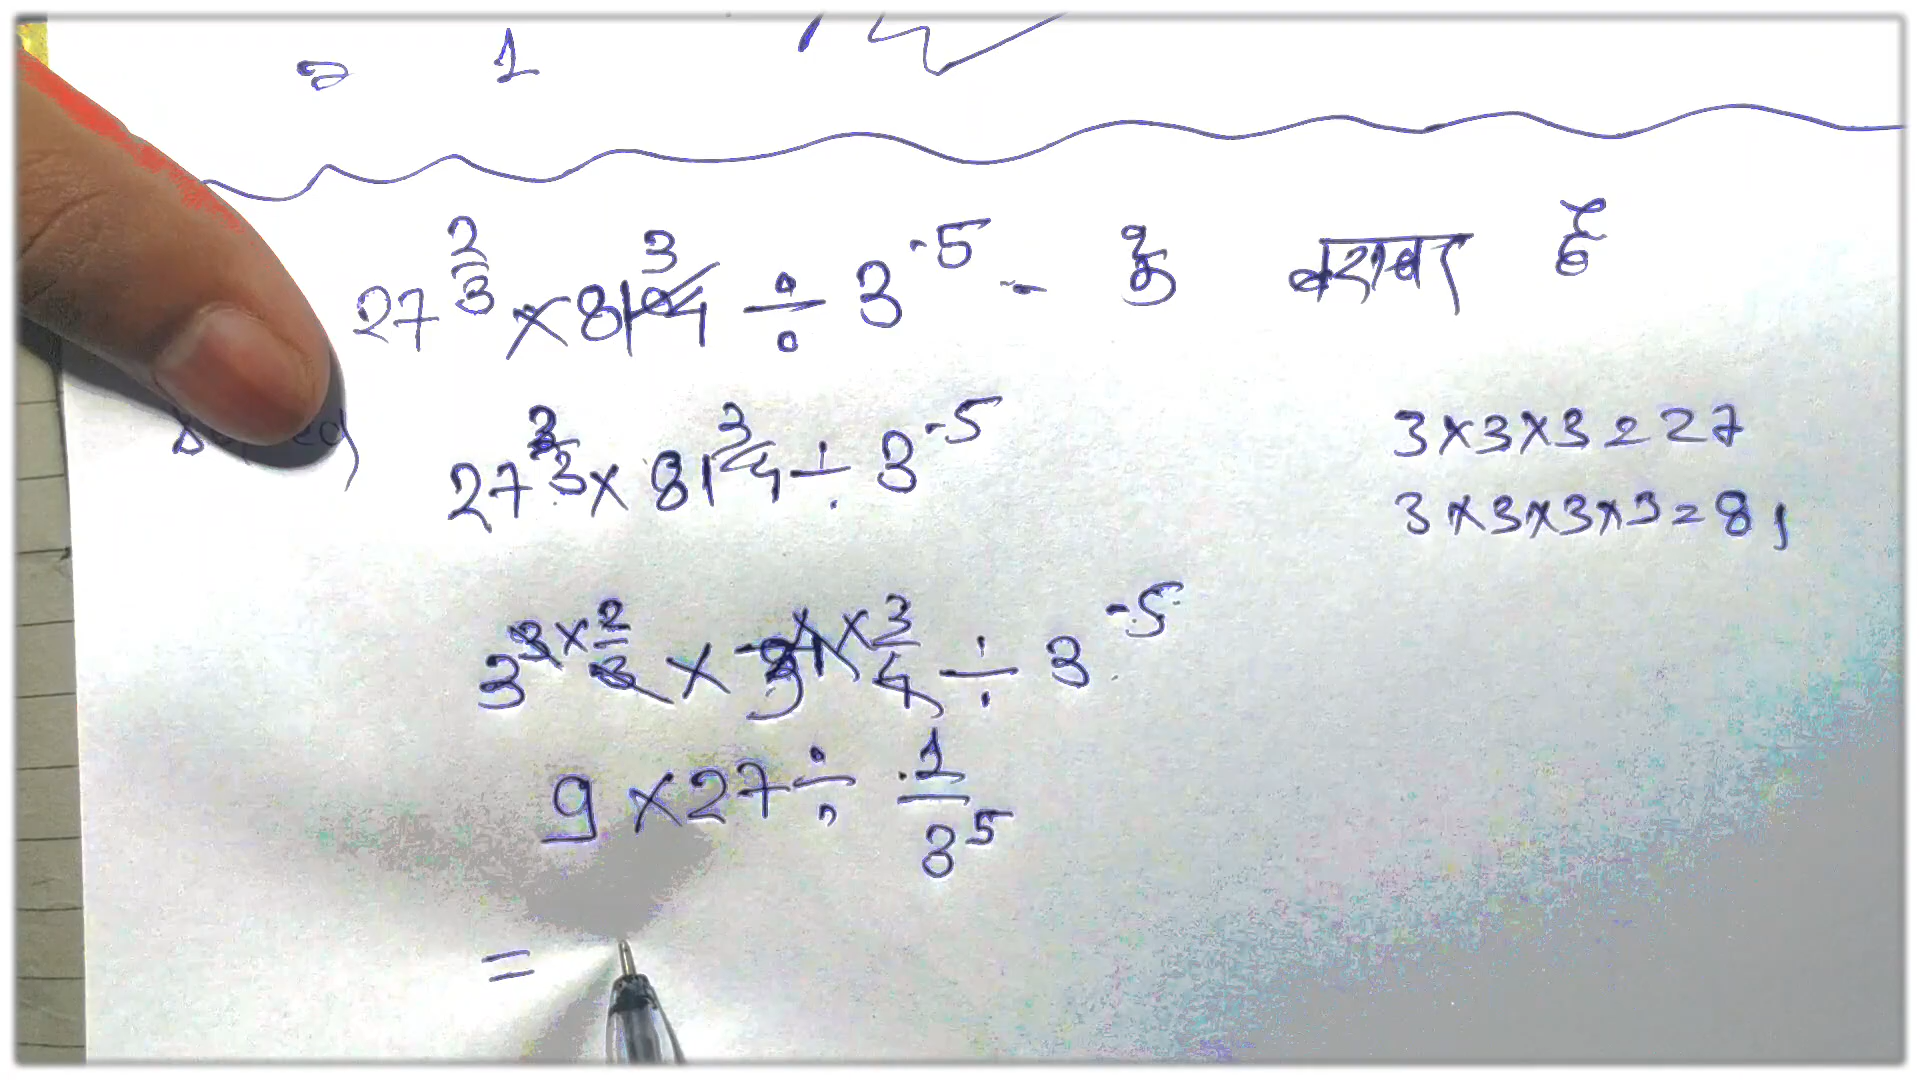 = 1
27^{2/3} × 81^{3/4} ÷ 3^{-5} - के बराबर है
27^{2/3} × 81^{3/4} ÷ 3^{-5}
3×3×3=27
3×3×3×3=81
3^{3×2/3} × 3^{4×3/4} ÷ 3^{-5}
9 × 27 ÷ 1/3^5
=